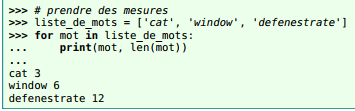 >>> # prendre des mesures
>>> liste_de_mots = ['cat', 'window', 'defenestrate']
>>> for mot in liste_de_mots:
...     print(mot, len(mot))
...
cat 3
window 6
defenestrate 12